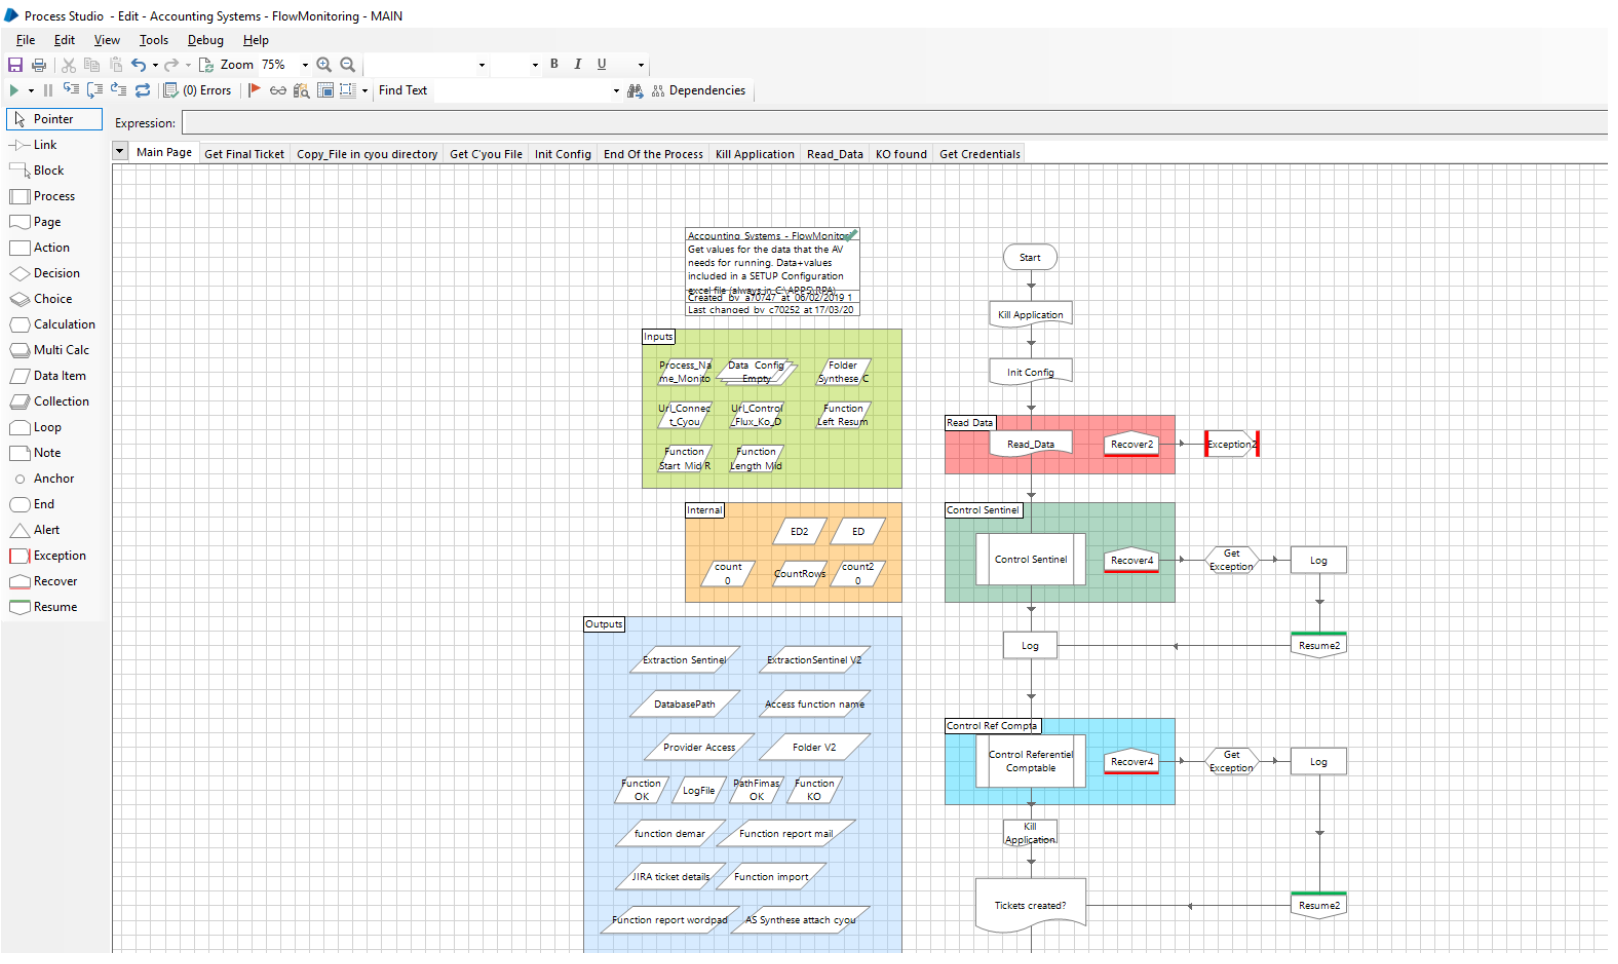 Process Studio - Edit - Accounting Systems - FlowMonitoring - MAIN
File Edit View Tools Debug Help
Zoom 75% B I U
(0) Errors Find Text Dependencies
Pointer
Link
Block
Process
Page
Action
Decision
Choice
Calculation
Multi Calc
Data Item
Collection
Loop
Note
Anchor
End
Alert
Exception
Recover
Resume
Expression:
Main Page Get Final Ticket Copy_File in cyou directory Get C'you File Init Config End Of the Process Kill Application Read_Data KO found Get Credentials
Accounting Systems - FlowMonitor
Get values for the data that the AV
needs for running. Data+values
included in a SETUP Configuration
excel file (always in C:\APPS\RPA)
Created by a70747 at 06/02/2019 1
Last changed by c70252 at 17/03/20
Inputs
Process_Na
me_Monito
Data Config
Empty
Folder
Synthese C
Url_Connec
t_Cyou
Url_Control
_Flux_Ko_D
Function
Left Resum
Function
Start Mid R
Function
Length Mid
Internal
ED2
ED
count
0
CountRows
count2
0
Outputs
Extraction Sentinel
ExtractionSentinel V2
DatabasePath
Access function name
Provider Access
Folder V2
Function
OK
LogFile
PathFimas
OK
Function
KO
function demar
Function report mail
JIRA ticket details
Function import
Function report wordpad
AS Synthese attach cyou
Start
Kill Application
Init Config
Read Data
Read_Data
Recover2
Exception2
Control Sentinel
Control Sentinel
Recover4
Get
Exception
Log
Log
Resume2
Control Ref Compta
Control Referentiel
Comptable
Recover4
Get
Exception
Log
Kill
Application
Tickets created?
Resume2